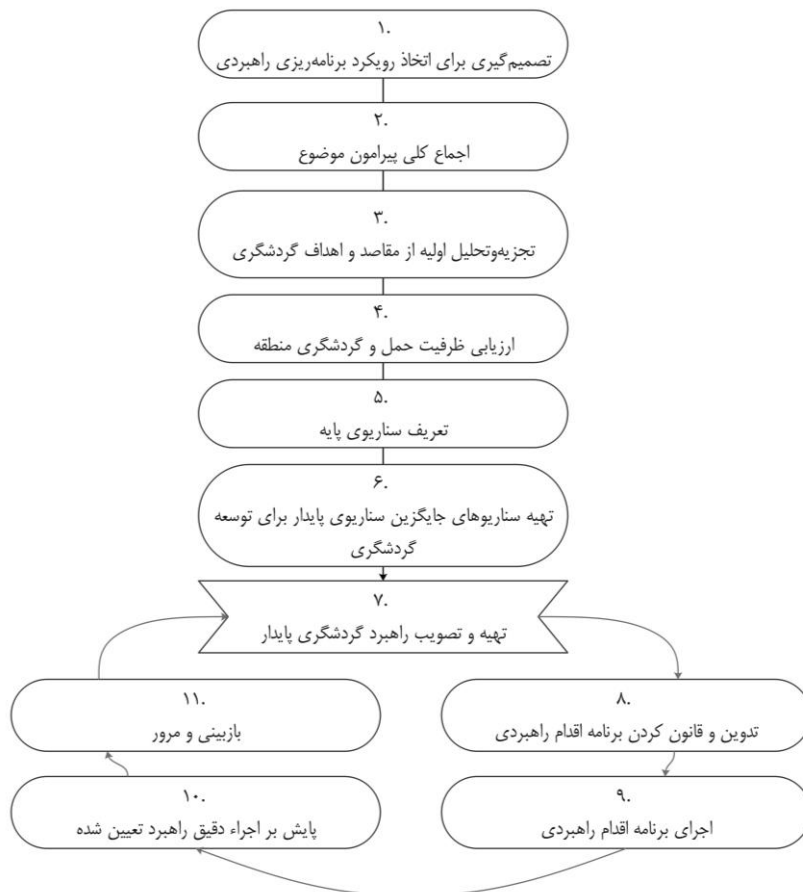 ۱.
تصمیم‌گیری برای اتخاذ رویکرد برنامه‌ریزی راهبردی
۲.
اجماع کلی پیرامون موضوع
۳.
تجزیه‌وتحلیل اولیه از مقاصد و اهداف گردشگری
۴.
ارزیابی ظرفیت حمل و گردشگری منطقه
۵.
تعریف سناریوی پایه
۶.
تهیه سناریوهای جایگزین سناریوی پایدار برای توسعه
گردشگری
۷.
تهیه و تصویب راهبرد گردشگری پایدار
۸.
تدوین و قانون کردن برنامه اقدام راهبردی
۹.
اجرای برنامه اقدام راهبردی
۱۰.
پایش بر اجراء دقیق راهبرد تعیین شده
۱۱.
بازبینی و مرور